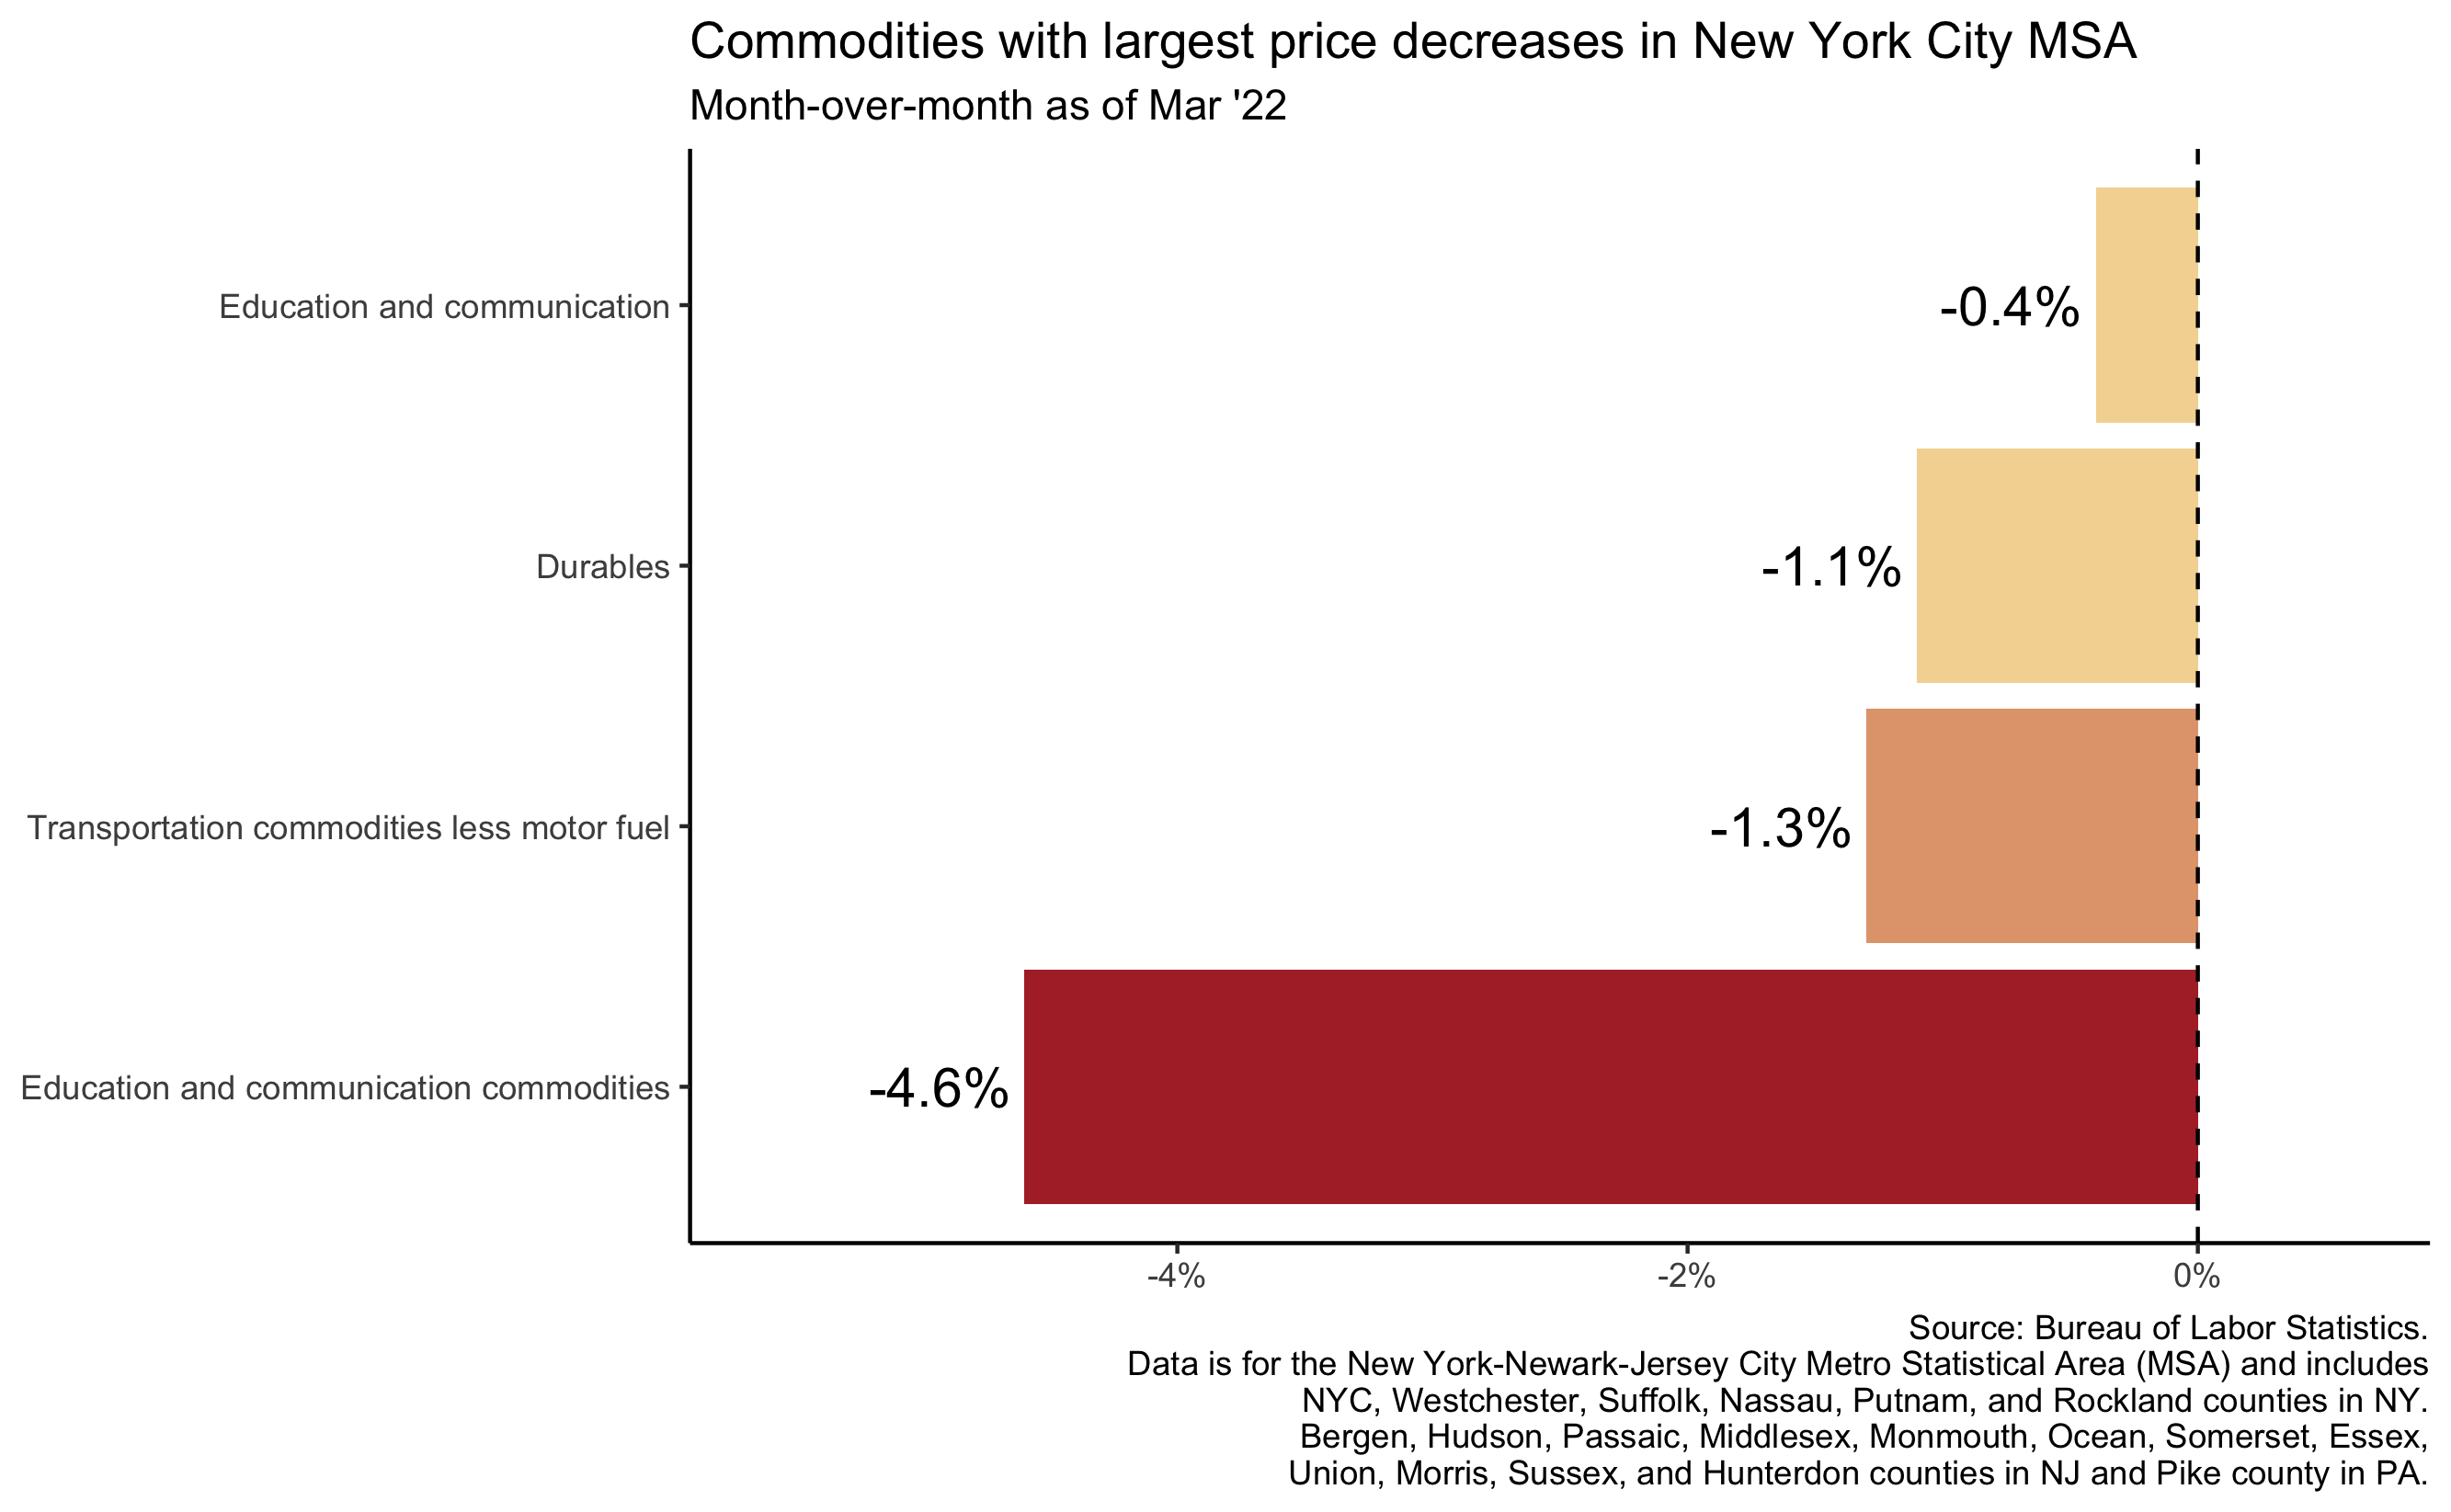 Commodities with largest price decreases in New York City MSA
Month-over-month as of Mar '22
Education and communication
-0.4%
Durables
-1.1%
Transportation commodities less motor fuel
-1.3%
Education and communication commodities
-4.6%
-4%
-2%
0%
Source: Bureau of Labor Statistics.
Data is for the New York-Newark-Jersey City Metro Statistical Area (MSA) and includes
NYC, Westchester, Suffolk, Nassau, Putnam, and Rockland counties in NY.
Bergen, Hudson, Passaic, Middlesex, Monmouth, Ocean, Somerset, Essex,
Union, Morris, Sussex, and Hunterdon counties in NJ and Pike county in PA.